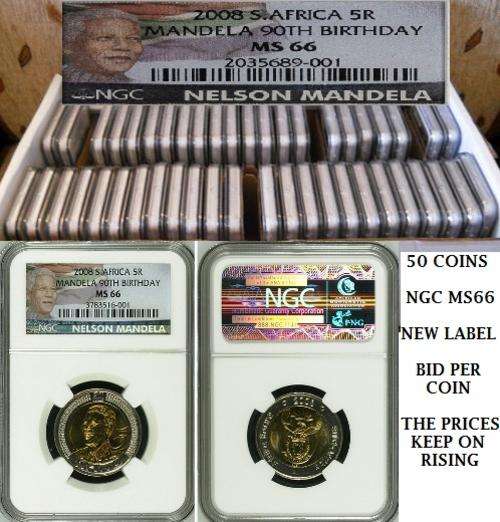 2008 S.AFRICA 5R
MANDELA 90TH BIRTHDAY
MS 66
2035689-001
NGC NELSON MANDELA
2008 S.AFRICA 5R
MANDELA 90TH BIRTHDAY
MS 66
3783516-001
NELSON MANDELA
NGC
PNG
50 COINS
NGC MS66
NEW LABEL
BID PER
COIN
THE PRICES
KEEP ON
RISING